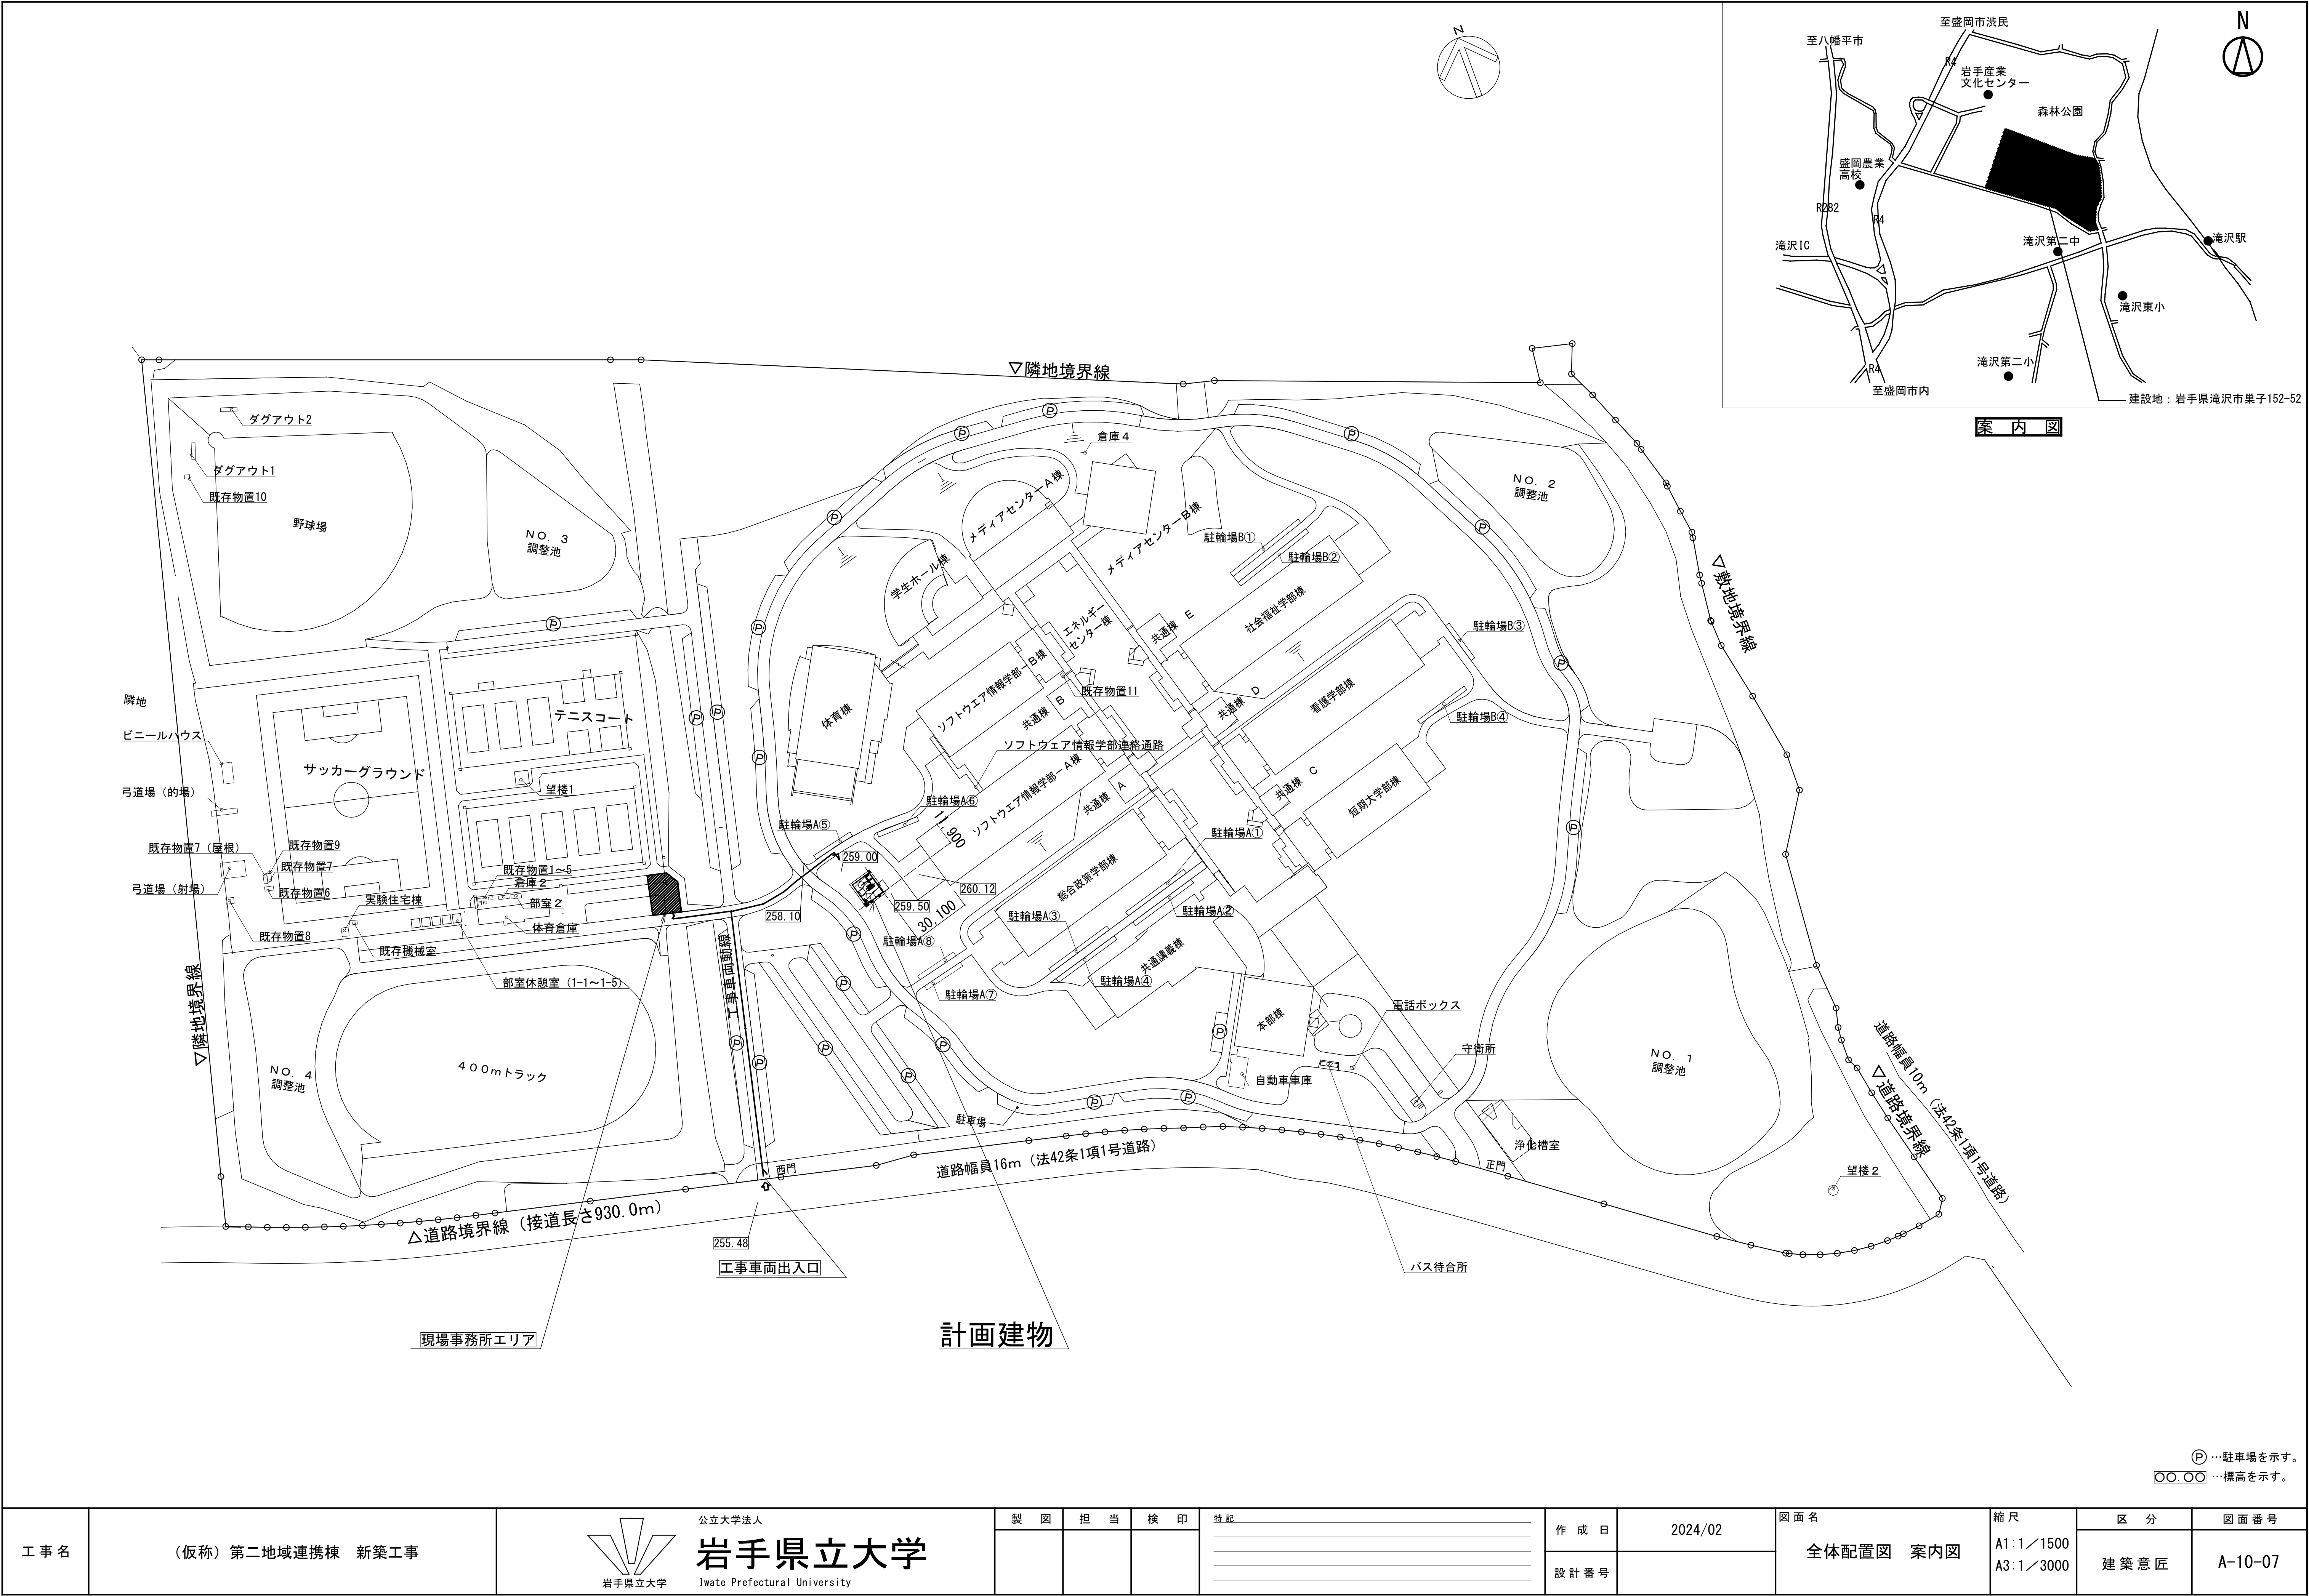 N
至盛岡市渋民
N
至八幡平市
R4
岩手産業
文化センター
森林公園
盛岡農業
高校
R282
R4
滝沢IC
滝沢第二中
滝沢駅
滝沢東小
滝沢第二小
R4
至盛岡市内
建設地：岩手県滝沢市巣子152-52
案　内　図
▽隣地境界線
ダグアウト2
ダグアウト1
既存物置10
野球場
NO．3
調整池
倉庫４
メディアセンターＡ棟
メディアセンターＢ棟
NO．2
調整池
駐輪場B①
駐輪場B②
学生ホール棟
エネルギー
センター棟
共通棟　E
社会福祉学部棟
▽敷地境界線
駐輪場B③
隣地
ビニールハウス
弓道場（的場）
サッカーグラウンド
テニスコート
望楼1
体育棟
ソフトウエア情報学部－Ｂ棟
共通棟　B
既存物置11
共通棟　D
看護学部棟
駐輪場B④
ソフトウェア情報学部連絡通路
ソフトウエア情報学部－Ａ棟
共通棟　A
共通棟　C
短期大学部棟
駐輪場A⑥
駐輪場A⑤
11,900
駐輪場A①
既存物置7（屋根）
既存物置9
既存物置7
弓道場（射場）
既存物置6
既存物置1～5
倉庫２
部室２
実験住宅棟
体育倉庫
既存物置8
既存機械室
部室休憩室（1-1～1-5）
259.00
260.12
259.50
258.10
30,100
総合政策学部棟
駐輪場A③
駐輪場A②
駐輪場A⑧
駐輪場A⑦
駐輪場A④
共通講義棟
工事車両動線
▽隣地境界線
NO．4
調整池
４００mトラック
本部棟
電話ボックス
守衛所
自動車車庫
駐車場
NO．1
調整池
道路幅員10m（法42条1項1号道路）
▽道路境界線
浄化槽室
望楼２
西門
正門
道路幅員16m（法42条1項1号道路）
△道路境界線（接道長さ930.0m）
255.48
工事車両出入口
バス待合所
現場事務所エリア
計画建物
Ⓟ…駐車場を示す。
○○.○○…標高を示す。
工事名
（仮称）第二地域連携棟　新築工事
岩手県立大学
公立大学法人
岩手県立大学
Iwate Prefectural University
製　図
担　当
検　印
特記
作　成　日
2024/02
設計番号
図面名
全体配置図　案内図
縮尺
A1:1／1500
A3:1／3000
区　分
建築意匠
図面番号
A-10-07